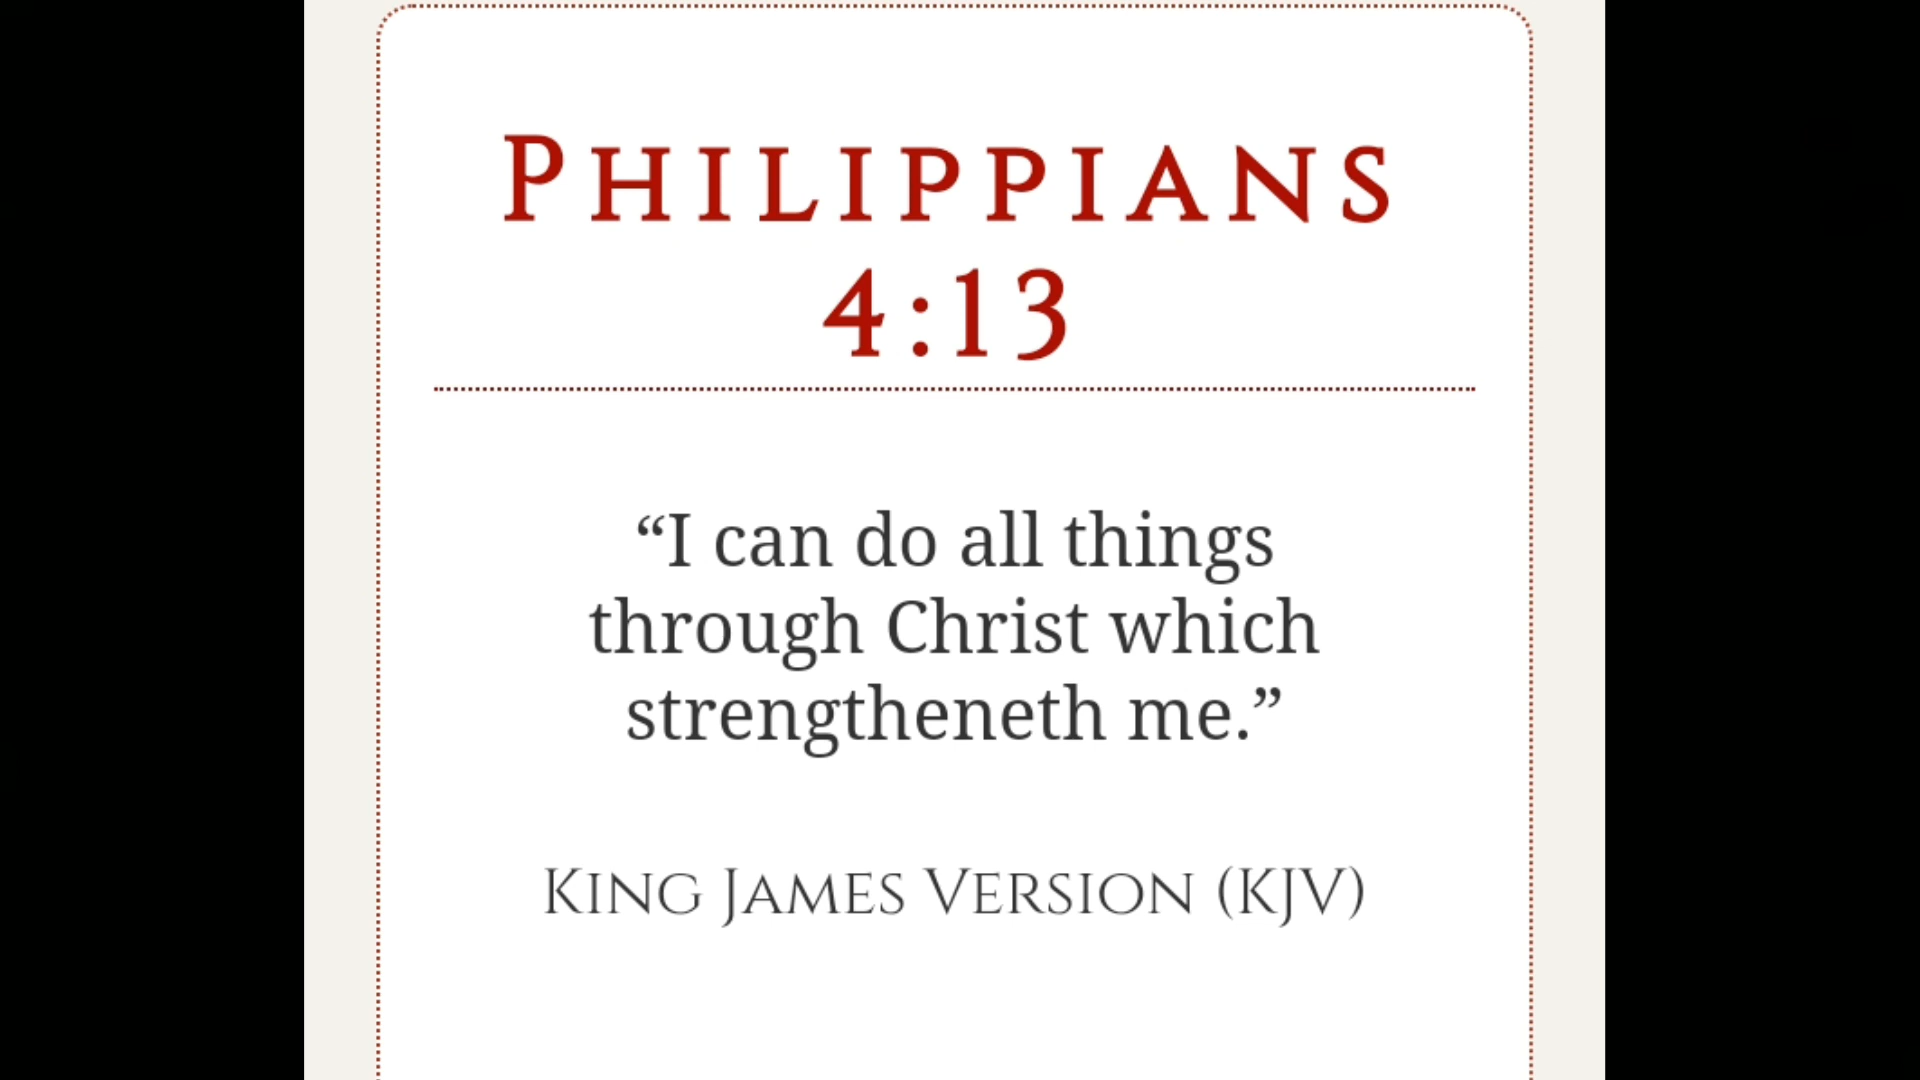 PHILIPPIANS
4:13
“I can do all things
through Christ which
strengtheneth me.”
KING JAMES VERSION (KJV)